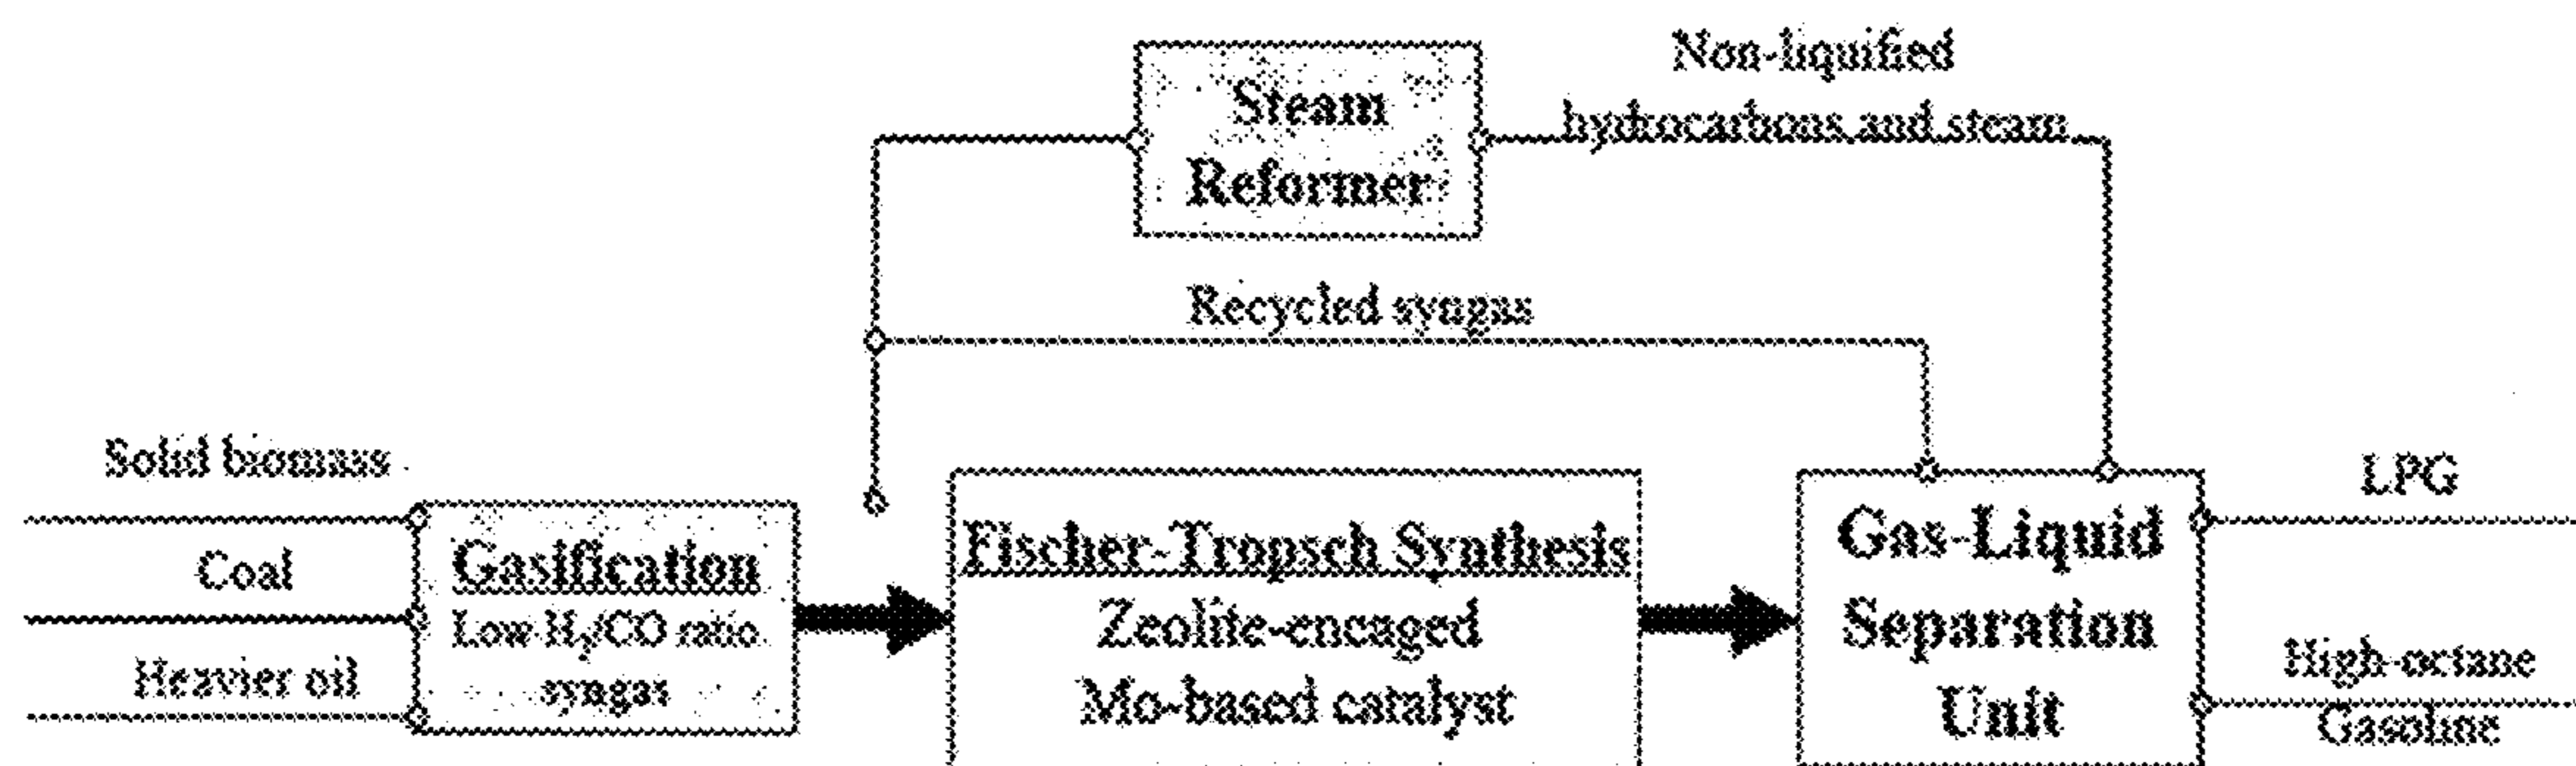 Non-liquified
hydrocarbons and steam
Steam
Reformer
Recycled syngas
Solid biomass
Coal
Heavier oil
Gasification
Low H₂/CO ratio
syngas
Fischer-Tropsch Synthesis
Zeolite-encaged
Mo-based catalyst
Gas-Liquid
Separation
Unit
LPG
High-octane
Gasoline